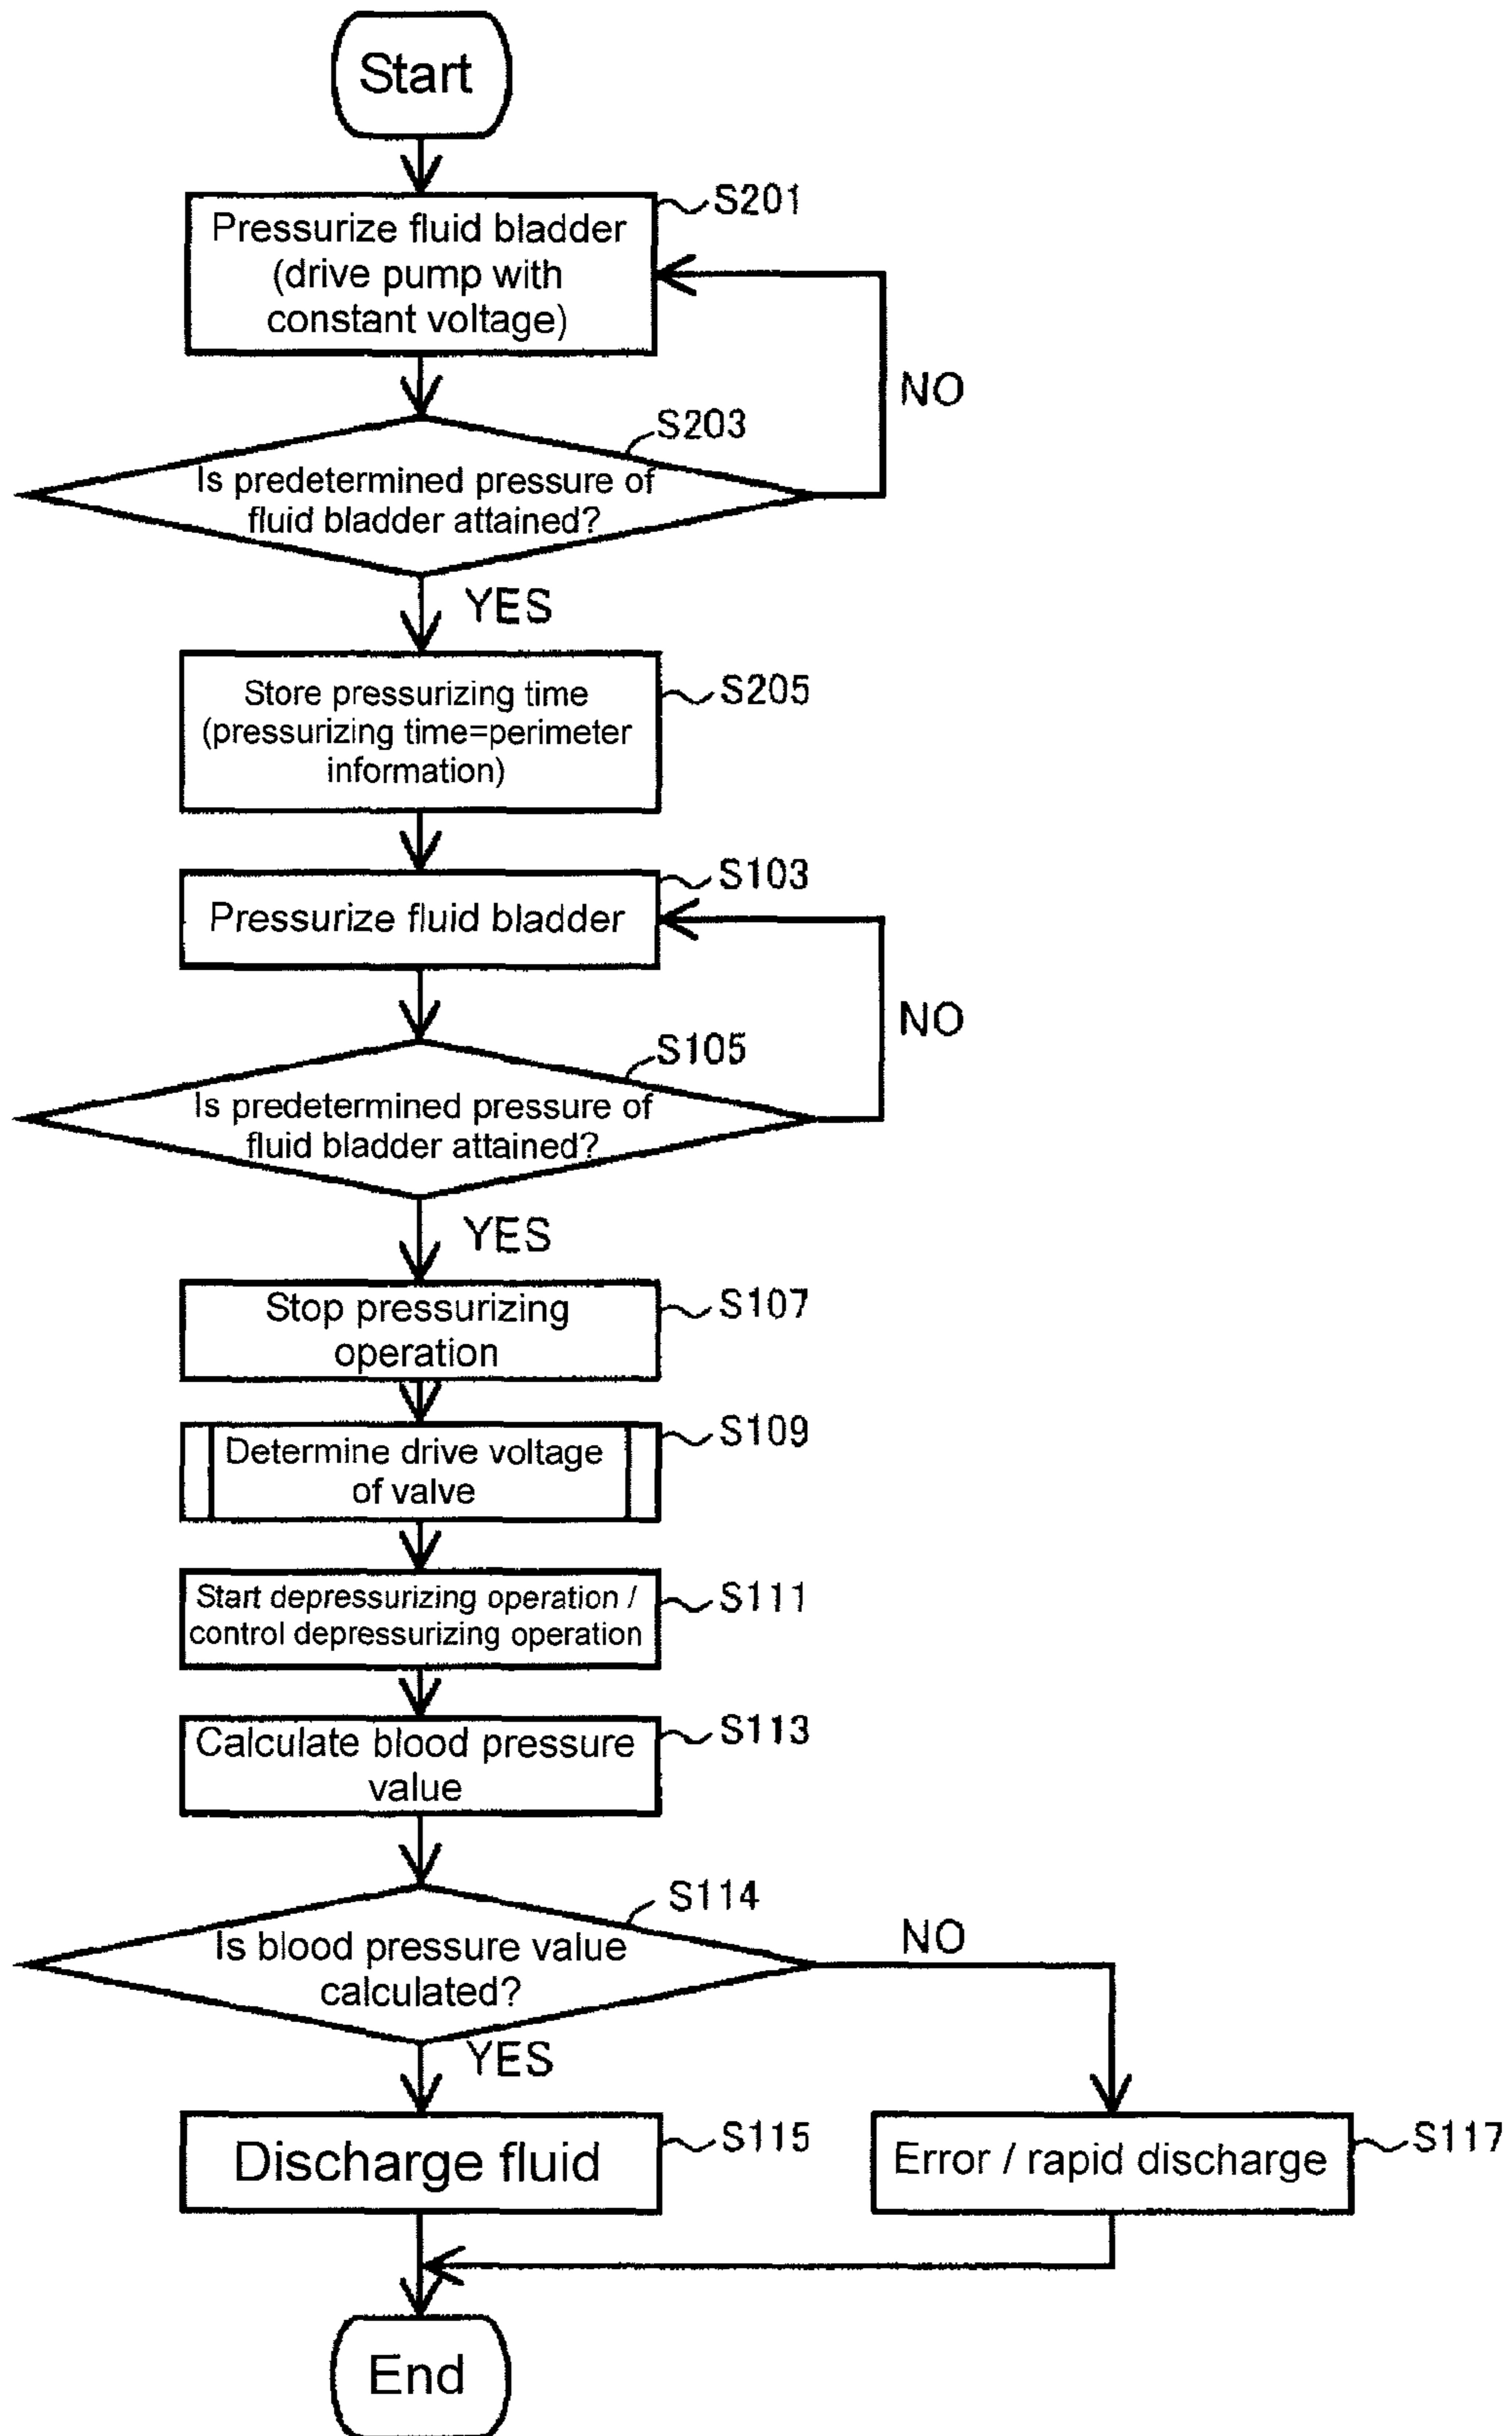 Start
S201
Pressurize fluid bladder
(drive pump with
constant voltage)
NO
S203
Is predetermined pressure of
fluid bladder attained?
YES
S205
Store pressurizing time
(pressurizing time=perimeter
information)
S103
Pressurize fluid bladder
NO
S105
Is predetermined pressure of
fluid bladder attained?
YES
S107
Stop pressurizing
operation
S109
Determine drive voltage
of valve
S111
Start depressurizing operation /
control depressurizing operation
S113
Calculate blood pressure
value
S114
NO
Is blood pressure value
calculated?
YES
S115
Discharge fluid
S117
Error / rapid discharge
End